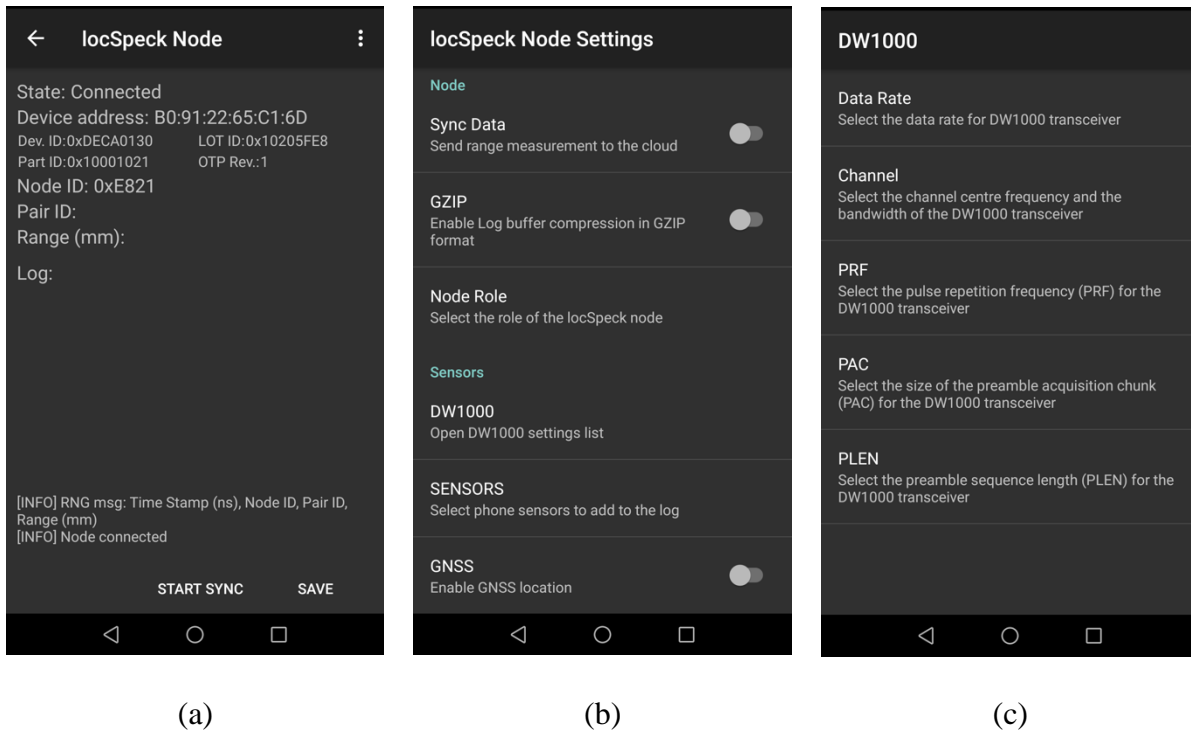 locSpeck Node
State: Connected
Device address: B0:91:22:65:C1:6D
Dev. ID:0xDECA0130 LOT ID:0x10205FE8
Part ID:0x10001021 OTP Rev.:1
Node ID: 0xE821
Pair ID:
Range (mm):
Log:
[INFO] RNG msg: Time Stamp (ns), Node ID, Pair ID,
Range (mm)
[INFO] Node connected
START SYNC SAVE
(a)
locSpeck Node Settings
Node
Sync Data
Send range measurement to the cloud
GZIP
Enable Log buffer compression in GZIP
format
Node Role
Select the role of the locSpeck node
Sensors
DW1000
Open DW1000 settings list
SENSORS
Select phone sensors to add to the log
GNSS
Enable GNSS location
(b)
DW1000
Data Rate
Select the data rate for DW1000 transceiver
Channel
Select the channel centre frequency and the
bandwidth of the DW1000 transceiver
PRF
Select the pulse repetition frequency (PRF) for the
DW1000 transceiver
PAC
Select the size of the preamble acquisition chunk
(PAC) for the DW1000 transceiver
PLEN
Select the preamble sequence length (PLEN) for the
DW1000 transceiver
(c)